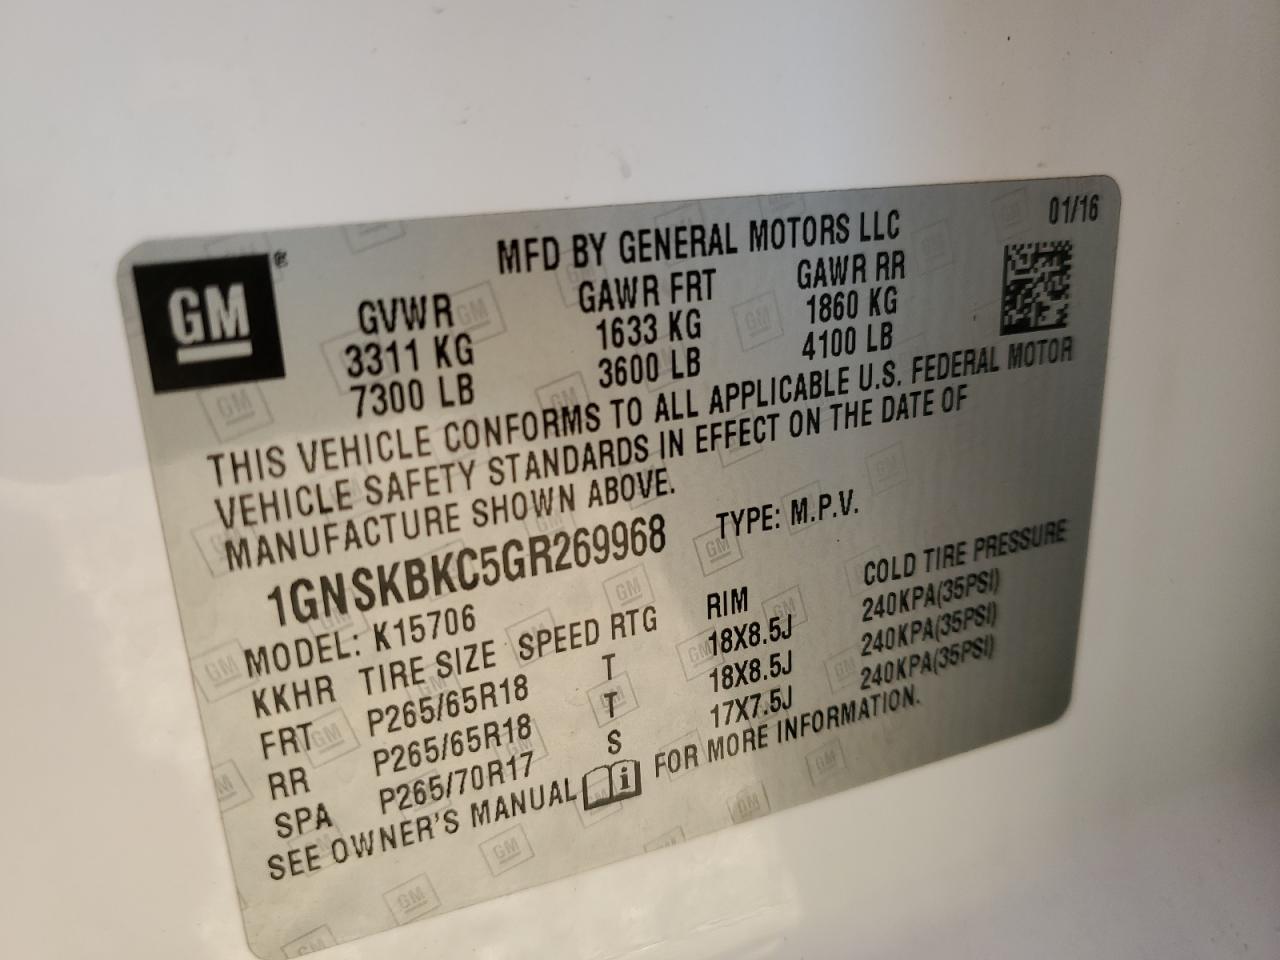 GM ®
MFD BY GENERAL MOTORS LLC
01/16
GVWR GAWR FRT GAWR RR
3311 KG 1633 KG 1860 KG
7300 LB 3600 LB 4100 LB
THIS VEHICLE CONFORMS TO ALL APPLICABLE U.S. FEDERAL MOTOR
VEHICLE SAFETY STANDARDS IN EFFECT ON THE DATE OF
MANUFACTURE SHOWN ABOVE.
1GNSKBKC5GR269968 TYPE: M.P.V.
MODEL: K15706
KKHR TIRE SIZE SPEED RTG RIM COLD TIRE PRESSURE
FRT P265/65R18 T 18X8.5J 240KPA(35PSI)
RR P265/65R18 T 18X8.5J 240KPA(35PSI)
SPA P265/70R17 S 17X7.5J 240KPA(35PSI)
SEE OWNER'S MANUAL i FOR MORE INFORMATION.